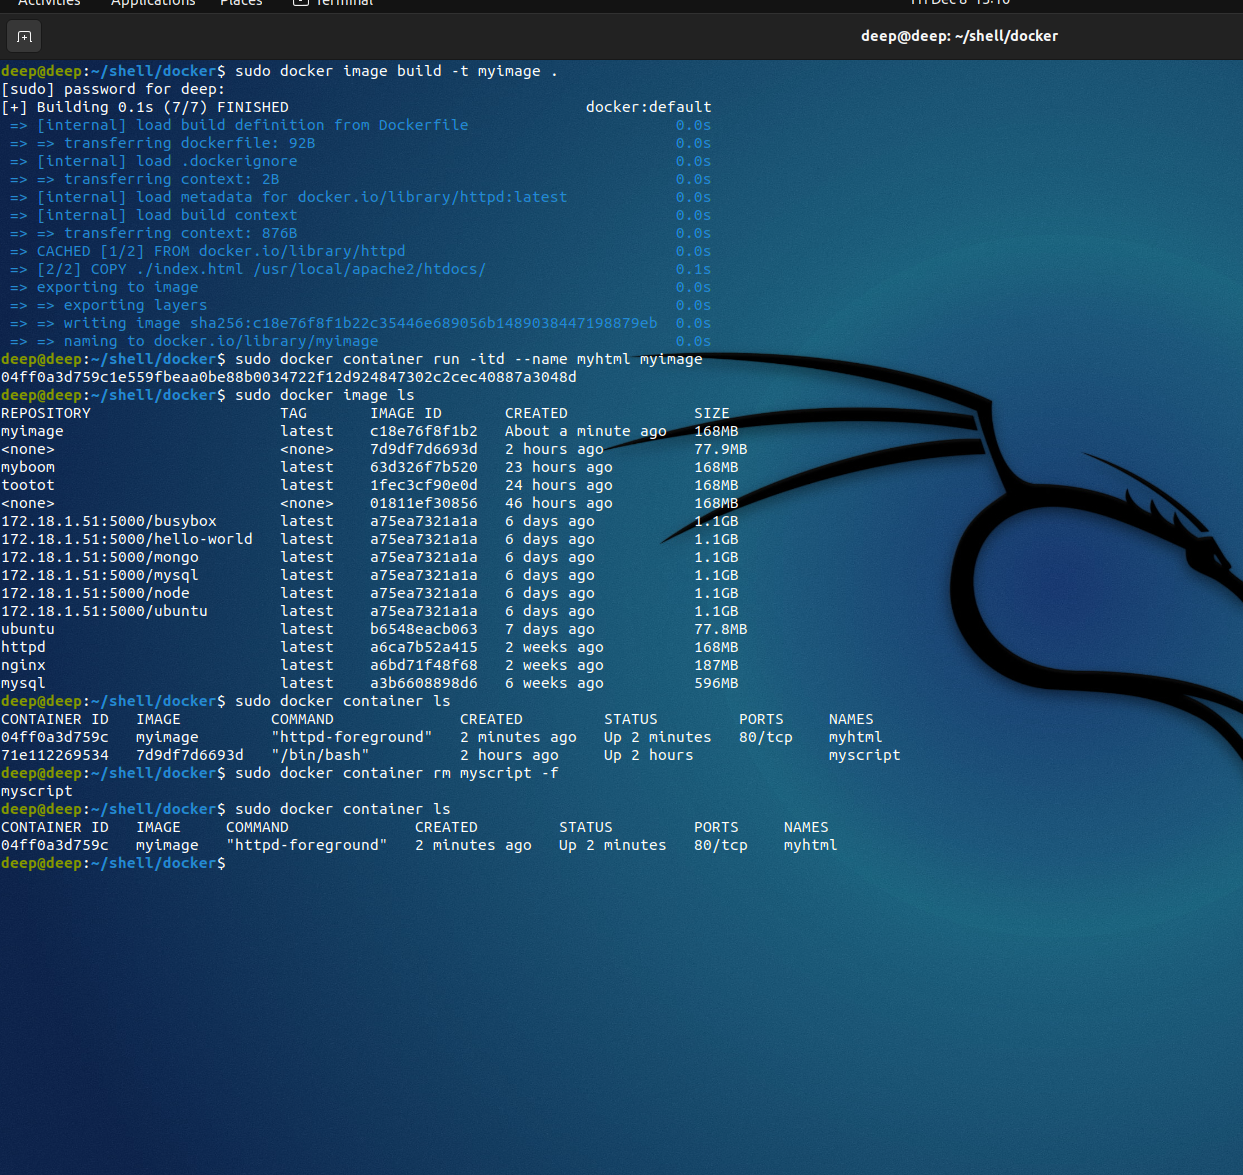 Activities Applications Places Terminal Fri Dec 8 15:10
deep@deep: ~/shell/docker
deep@deep:~/shell/docker$ sudo docker image build -t myimage .
[sudo] password for deep:
[+] Building 0.1s (7/7) FINISHED docker:default
=> [internal] load build definition from Dockerfile 0.0s
=> => transferring dockerfile: 92B 0.0s
=> [internal] load .dockerignore 0.0s
=> => transferring context: 2B 0.0s
=> [internal] load metadata for docker.io/library/httpd:latest 0.0s
=> [internal] load build context 0.0s
=> => transferring context: 876B 0.0s
=> CACHED [1/2] FROM docker.io/library/httpd 0.0s
=> [2/2] COPY ./index.html /usr/local/apache2/htdocs/ 0.1s
=> exporting to image 0.0s
=> => exporting layers 0.0s
=> => writing image sha256:c18e76f8f1b22c35446e689056b1489038447198879eb 0.0s
=> => naming to docker.io/library/myimage 0.0s
deep@deep:~/shell/docker$ sudo docker container run -itd --name myhtml myimage
04ff0a3d759c1e559fbeaa0be88b0034722f12d924847302c2cec40887a3048d
deep@deep:~/shell/docker$ sudo docker image ls
REPOSITORY TAG IMAGE ID CREATED SIZE
myimage latest c18e76f8f1b2 About a minute ago 168MB
<none> <none> 7d9df7d6693d 2 hours ago 77.9MB
myboom latest 63d326f7b520 23 hours ago 168MB
tootot latest 1fec3cf90e0d 24 hours ago 168MB
<none> <none> 01811ef30856 46 hours ago 168MB
172.18.1.51:5000/busybox latest a75ea7321a1a 6 days ago 1.1GB
172.18.1.51:5000/hello-world latest a75ea7321a1a 6 days ago 1.1GB
172.18.1.51:5000/mongo latest a75ea7321a1a 6 days ago 1.1GB
172.18.1.51:5000/mysql latest a75ea7321a1a 6 days ago 1.1GB
172.18.1.51:5000/node latest a75ea7321a1a 6 days ago 1.1GB
172.18.1.51:5000/ubuntu latest a75ea7321a1a 6 days ago 1.1GB
ubuntu latest b6548eacb063 7 days ago 77.8MB
httpd latest a6ca7b52a415 2 weeks ago 168MB
nginx latest a6bd71f48f68 2 weeks ago 187MB
mysql latest a3b6608898d6 6 weeks ago 596MB
deep@deep:~/shell/docker$ sudo docker container ls
CONTAINER ID IMAGE COMMAND CREATED STATUS PORTS NAMES
04ff0a3d759c myimage "httpd-foreground" 2 minutes ago Up 2 minutes 80/tcp myhtml
71e112269534 7d9df7d6693d "/bin/bash" 2 hours ago Up 2 hours myscript
deep@deep:~/shell/docker$ sudo docker container rm myscript -f
myscript
deep@deep:~/shell/docker$ sudo docker container ls
CONTAINER ID IMAGE COMMAND CREATED STATUS PORTS NAMES
04ff0a3d759c myimage "httpd-foreground" 2 minutes ago Up 2 minutes 80/tcp myhtml
deep@deep:~/shell/docker$